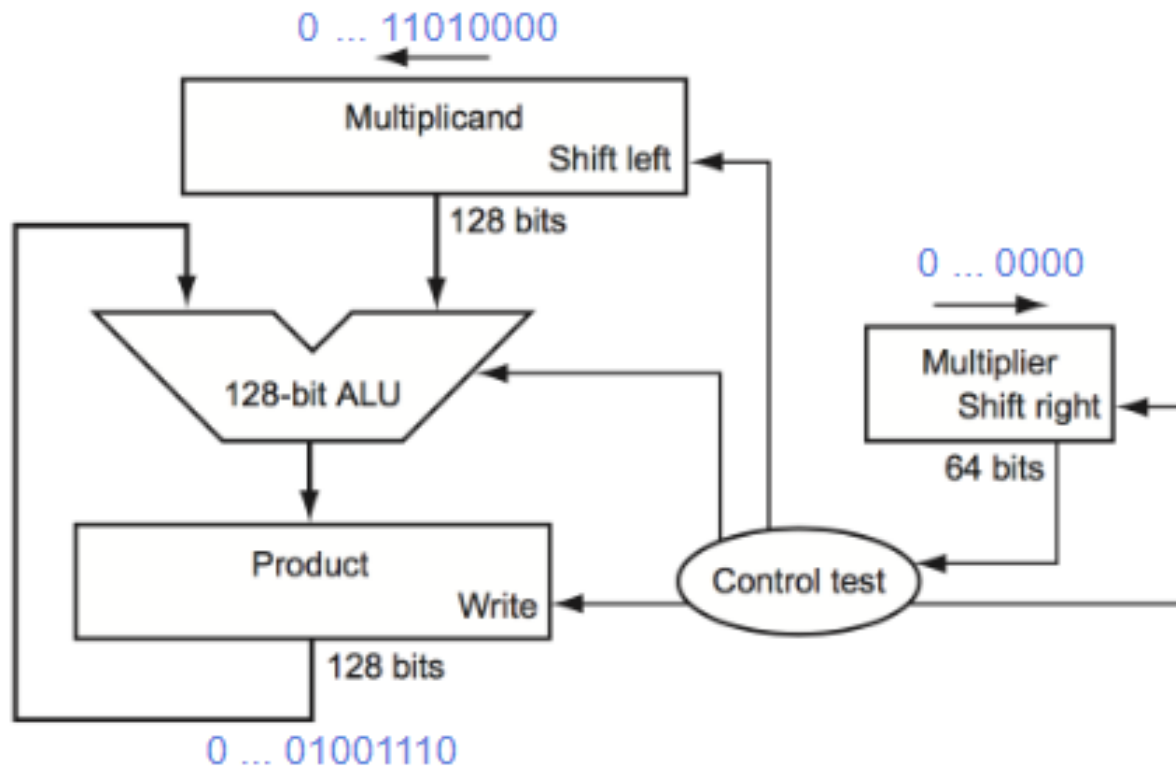 0 ... 11010000
Multiplicand
Shift left
128 bits
0 ... 0000
Multiplier
Shift right
64 bits
128-bit ALU
Control test
Product
Write
128 bits
0 ... 01001110